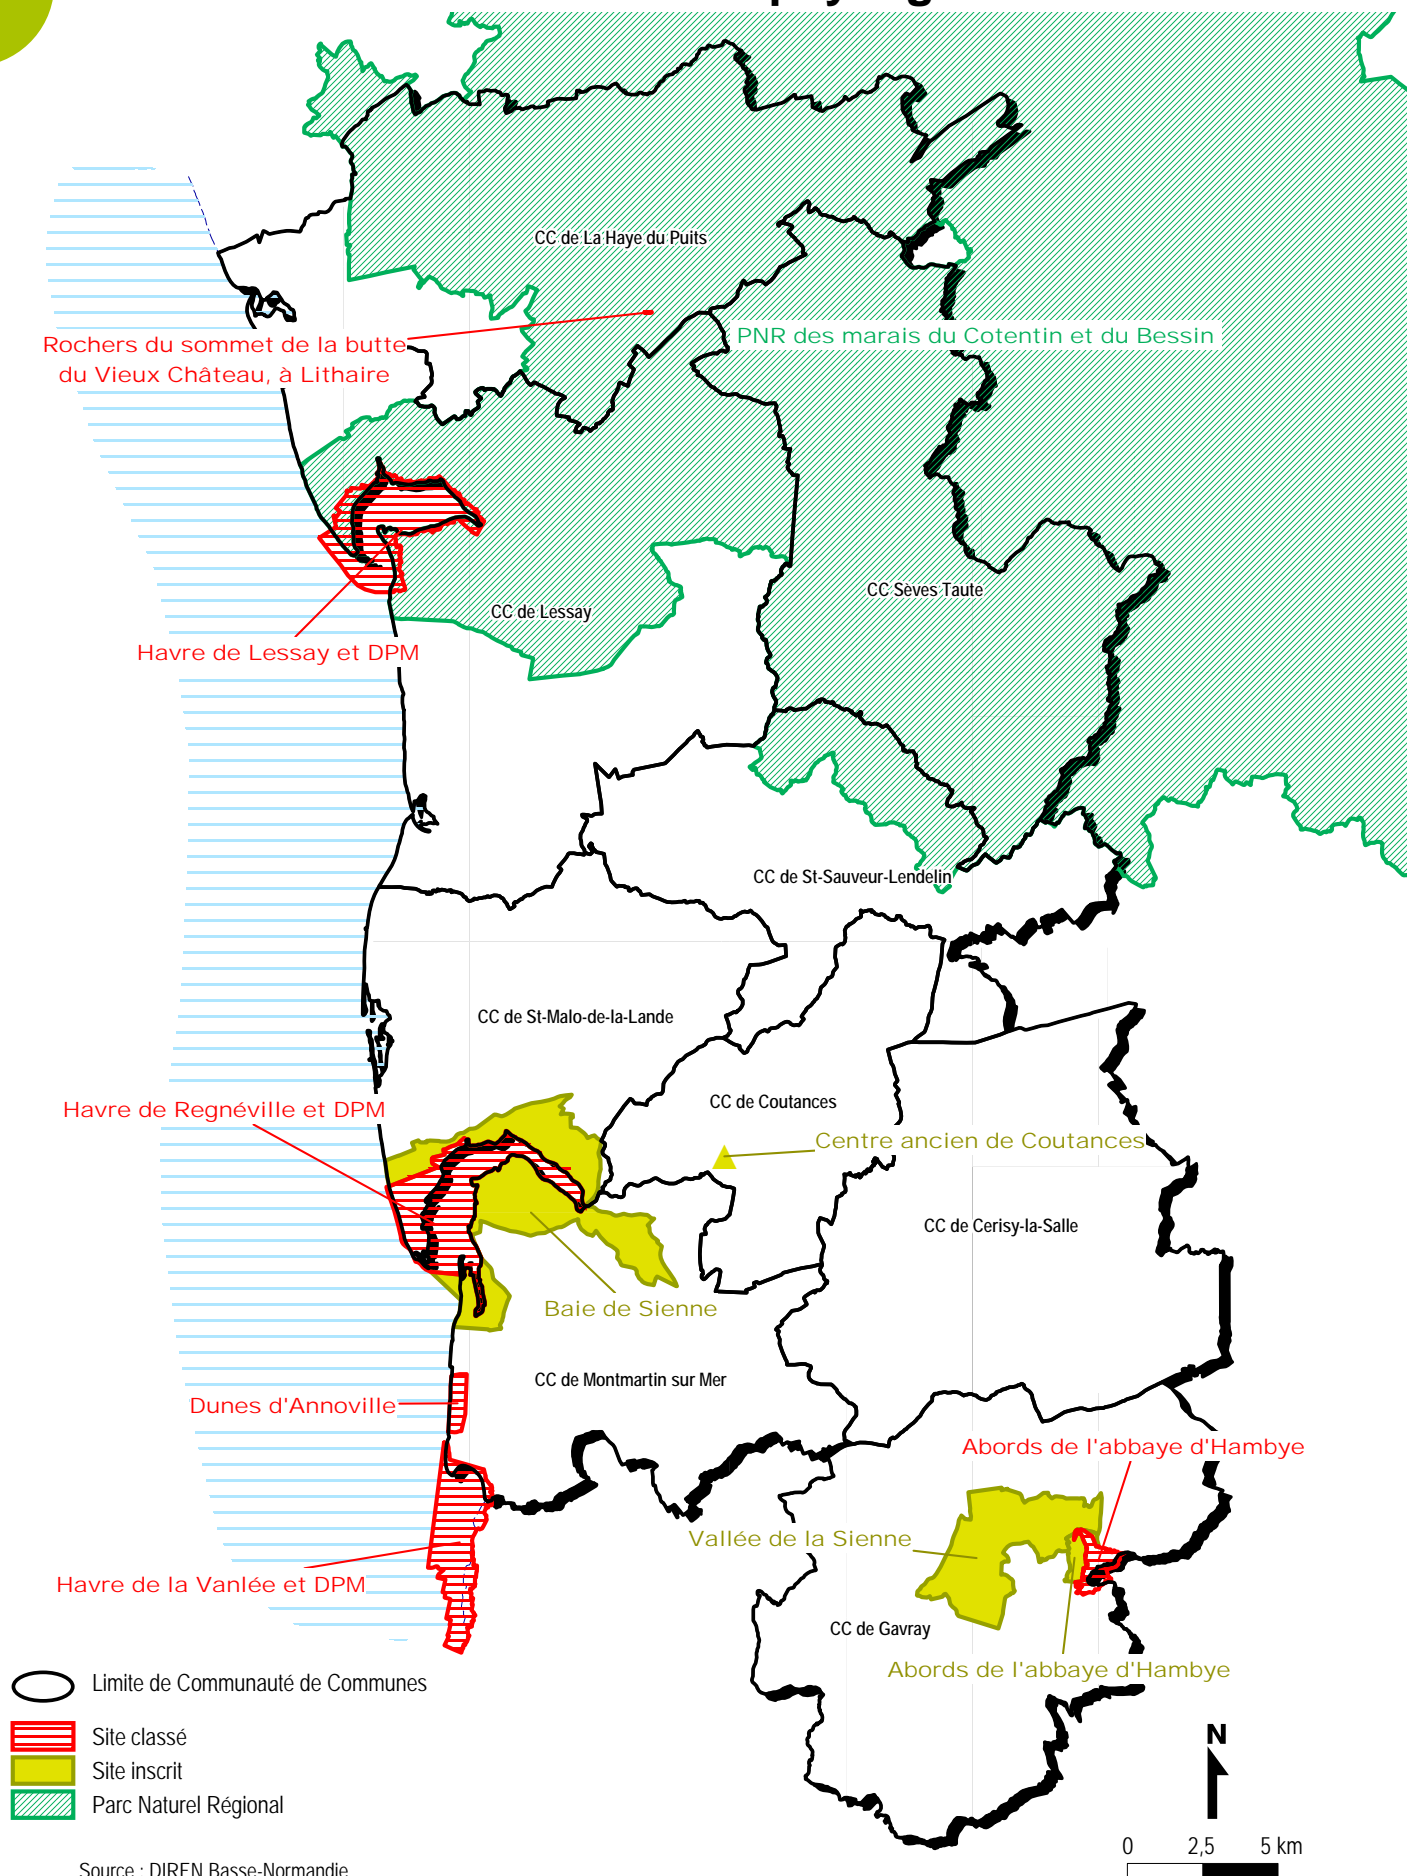 CC de La Haye du Puits
PNR des marais du Cotentin et du Bessin
Rochers du sommet de la butte
du Vieux Château, à Lithaire
CC Sèves Taute
CC de Lessay
Havre de Lessay et DPM
CC de St-Sauveur-Lendelin
CC de St-Malo-de-la-Lande
CC de Coutances
Havre de Regnéville et DPM
Centre ancien de Coutances
CC de Cerisy-la-Salle
Baie de Sienne
CC de Montmartin sur Mer
Dunes d'Annoville
Abords de l'abbaye d'Hambye
Vallée de la Sienne
Havre de la Vanlée et DPM
CC de Gavray
Abords de l'abbaye d'Hambye
Limite de Communauté de Communes
Site classé
Site inscrit
Parc Naturel Régional
N
0 2,5 5 km
Source : DIREN Basse-Normandie